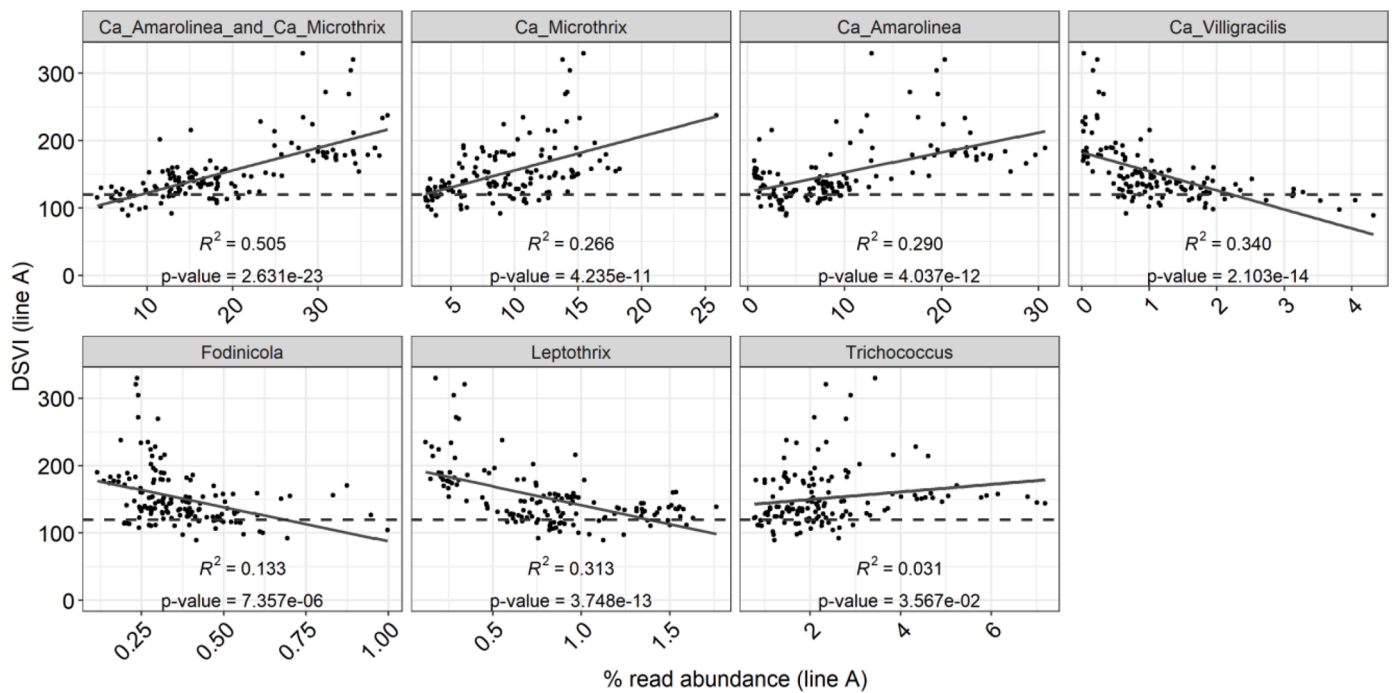 Ca_Amarolinea_and_Ca_Microthrix Ca_Microthrix Ca_Amarolinea Ca_Villigracilis
300
200
100
0
R² = 0.505 R² = 0.266 R² = 0.290 R² = 0.340
p-value = 2.631e-23 p-value = 4.235e-11 p-value = 4.037e-12 p-value = 2.103e-14
10 20 30 5 10 15 20 25 0 10 20 30 0 1 2 3 4
DSVI (line A)
Fodinicola Leptothrix Trichococcus
300
200
100
0
R² = 0.133 R² = 0.313 R² = 0.031
p-value = 7.357e-06 p-value = 3.748e-13 p-value = 3.567e-02
0.25 0.50 0.75 1.00 0.5 1.0 1.5 2 4 6
% read abundance (line A)